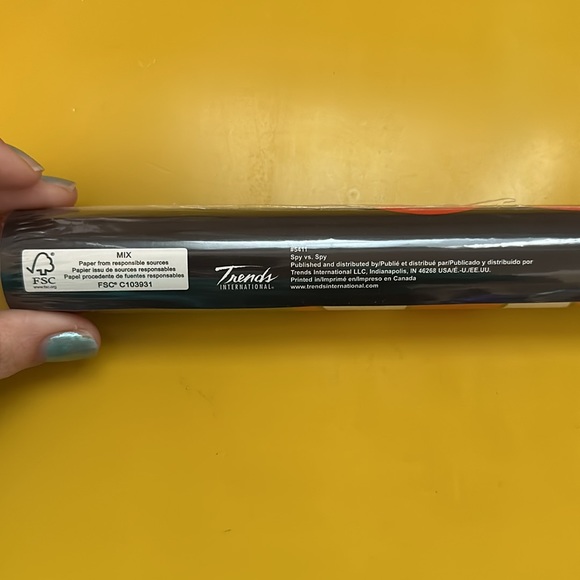 FSC
www.fsc.org
MIX
Paper from responsible sources
Papier issu de sources responsables
Papel procedente de fuentes responsables
FSC® C103931
Trends
INTERNATIONAL®
#5411
Spy vs. Spy
Published and distributed by/Publié et distribué par/Publicado y distribuido por
Trends International LLC, Indianapolis, IN 46268 USA/É.-U./EE.UU.
Printed in/Imprimé en/Impreso en Canada
www.trendsinternational.com